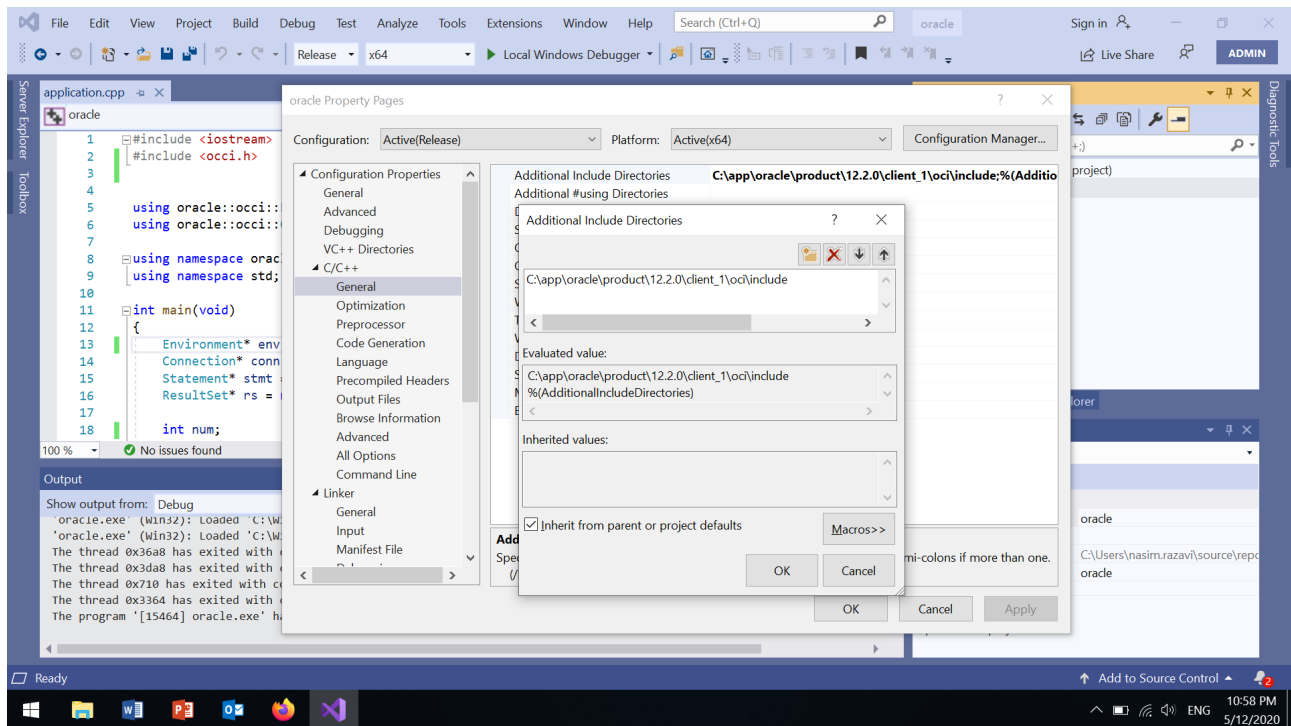 File Edit View Project Build Debug Test Analyze Tools Extensions Window Help Search (Ctrl+Q) oracle Sign in
Release x64 Local Windows Debugger Live Share ADMIN
Server Explorer
Toolbox
application.cpp
oracle
1 #include <iostream>
2 #include <occi.h>
3
4
5 using oracle::occi::
6 using oracle::occi::
7
8 using namespace orac
9 using namespace std;
10
11 int main(void)
12 {
13 Environment* env
14 Connection* conn
15 Statement* stmt =
16 ResultSet* rs =
17
18 int num;
100 % No issues found
Output
Show output from: Debug
'oracle.exe' (Win32): Loaded 'C:\W
'oracle.exe' (Win32): Loaded 'C:\W
The thread 0x36a8 has exited with
The thread 0x3da8 has exited with
The thread 0x710 has exited with
The thread 0x3364 has exited with
The program '[15464] oracle.exe' ha
oracle Property Pages ?
Configuration: Active(Release) Platform: Active(x64) Configuration Manager...
Configuration Properties
General
Advanced
Debugging
VC++ Directories
C/C++
General
Optimization
Preprocessor
Code Generation
Language
Precompiled Headers
Output Files
Browse Information
Advanced
All Options
Command Line
Linker
General
Input
Manifest File
Additional Include Directories C:\app\oracle\product\12.2.0\client_1\oci\include;%(Additio
Additional #using Directories
Additional Include Directories ?
C:\app\oracle\product\12.2.0\client_1\oci\include
Evaluated value:
C:\app\oracle\product\12.2.0\client_1\oci\include
%(AdditionalIncludeDirectories)
Inherited values:
Inherit from parent or project defaults
Macros>>
OK Cancel
Add
Spe mi-colons if more than one.
(/
OK Cancel Apply
Diagnostic Tools
+;)
project)
lorer
oracle
C:\Users\nasim.razavi\source\repo
oracle
Ready Add to Source Control 2
ENG 10:58 PM
5/12/2020